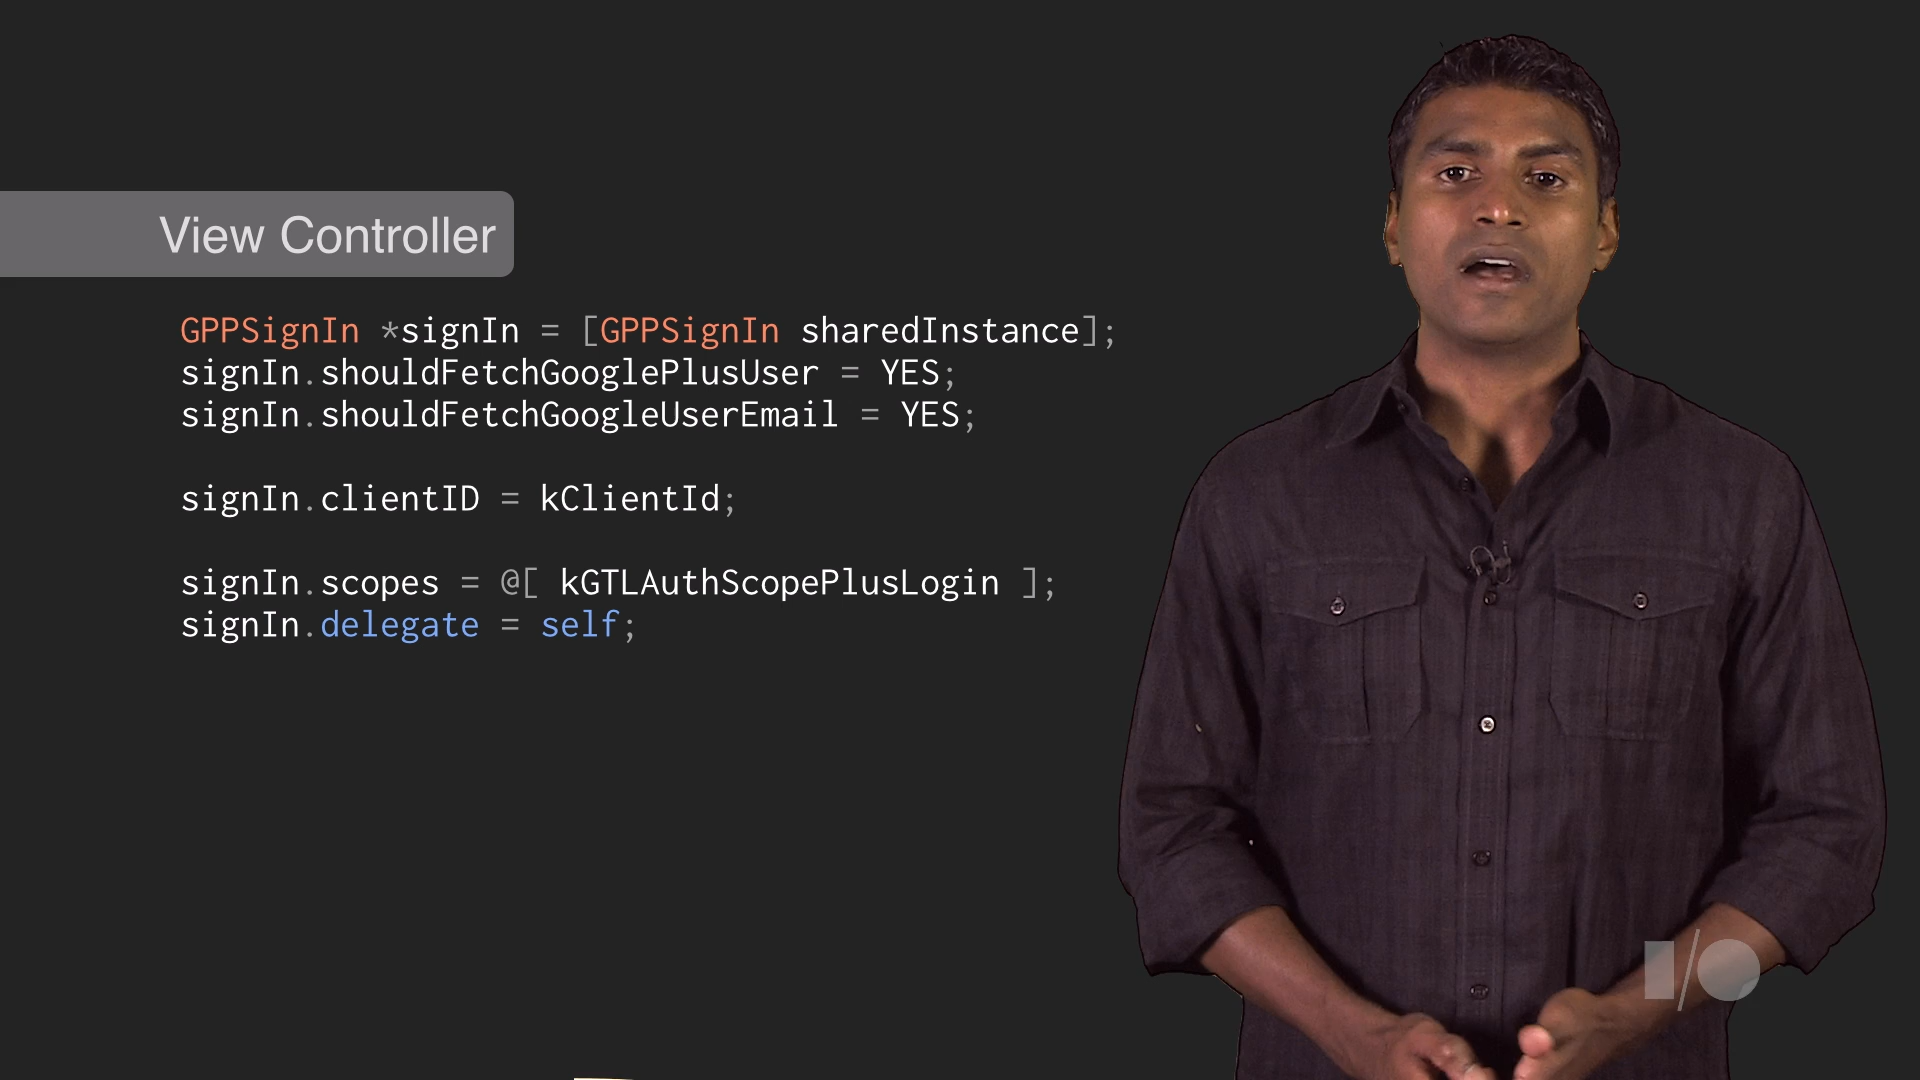 View Controller
GPPSignIn *signIn = [GPPSignIn sharedInstance];
signIn.shouldFetchGooglePlusUser = YES;
signIn.shouldFetchGoogleUserEmail = YES;
signIn.clientID = kClientId;
signIn.scopes = @[ kGTLAuthScopePlusLogin ];
signIn.delegate = self;
I/O